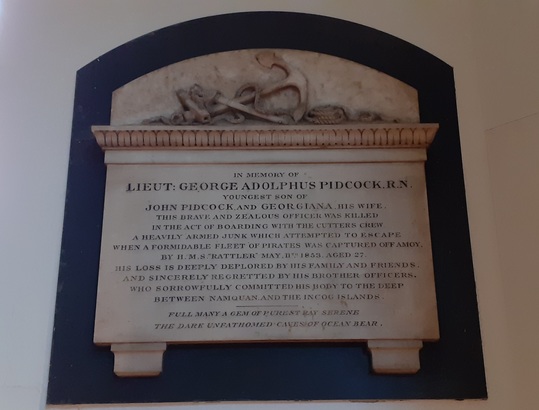 IN MEMORY OF
LIEUT: GEORGE ADOLPHUS PIDCOCK, R.N.
YOUNGEST SON OF
JOHN PIDCOCK, AND GEORGIANA, HIS WIFE.
THIS BRAVE AND ZEALOUS OFFICER WAS KILLED
IN THE ACT OF BOARDING WITH THE CUTTERS CREW
A HEAVILY ARMED JUNK WHICH ATTEMPTED TO ESCAPE
WHEN A FORMIDABLE FLEET OF PIRATES WAS CAPTURED OFF AMOY,
BY H.M.S. "RATTLER" MAY, 1853, AGED 27.
HIS LOSS IS DEEPLY DEPLORED BY HIS FAMILY AND FRIENDS,
AND SINCERELY REGRETTED BY HIS BROTHER OFFICERS,
WHO SORROWFULLY COMMITTED HIS BODY TO THE DEEP
BETWEEN NAMQUAN AND THE INCOG ISLANDS.
FULL MANY A GEM OF PUREST RAY SERENE
THE DARK UNFATHOMED CAVES OF OCEAN BEAR.